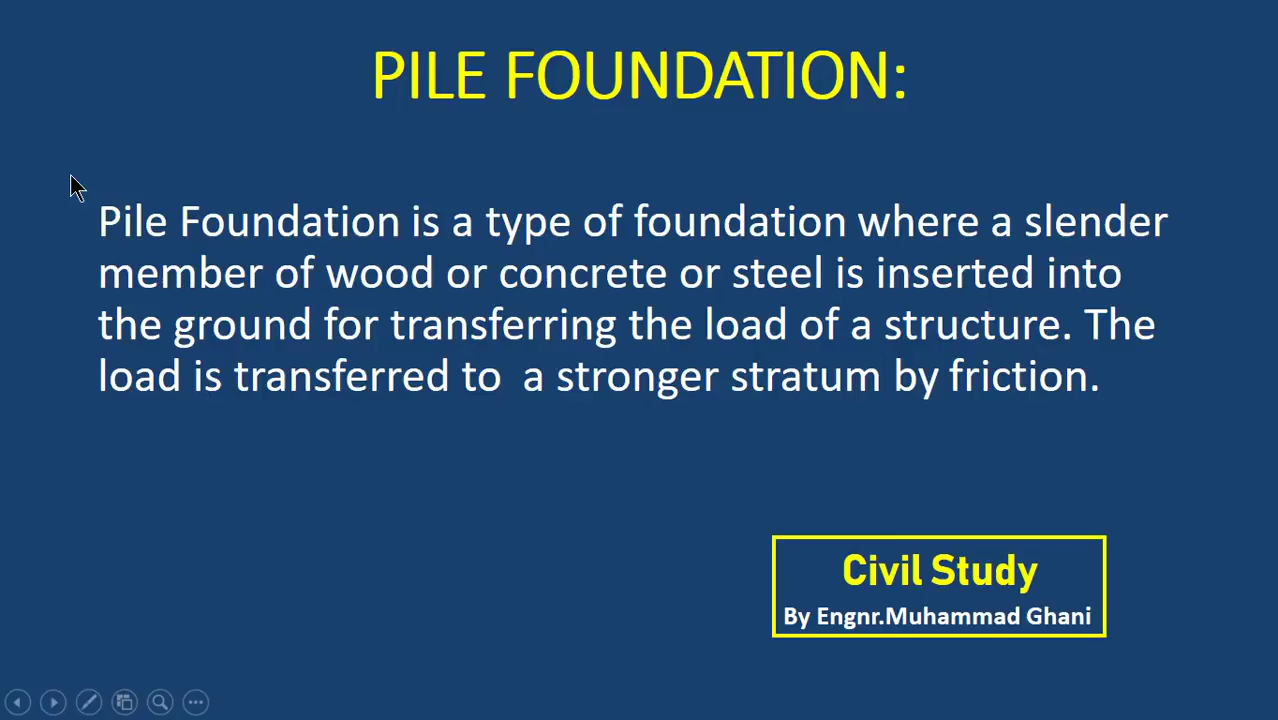 PILE FOUNDATION:
Pile Foundation is a type of foundation where a slender
member of wood or concrete or steel is inserted into
the ground for transferring the load of a structure. The
load is transferred to  a stronger stratum by friction.
Civil Study
By Engnr.Muhammad Ghani